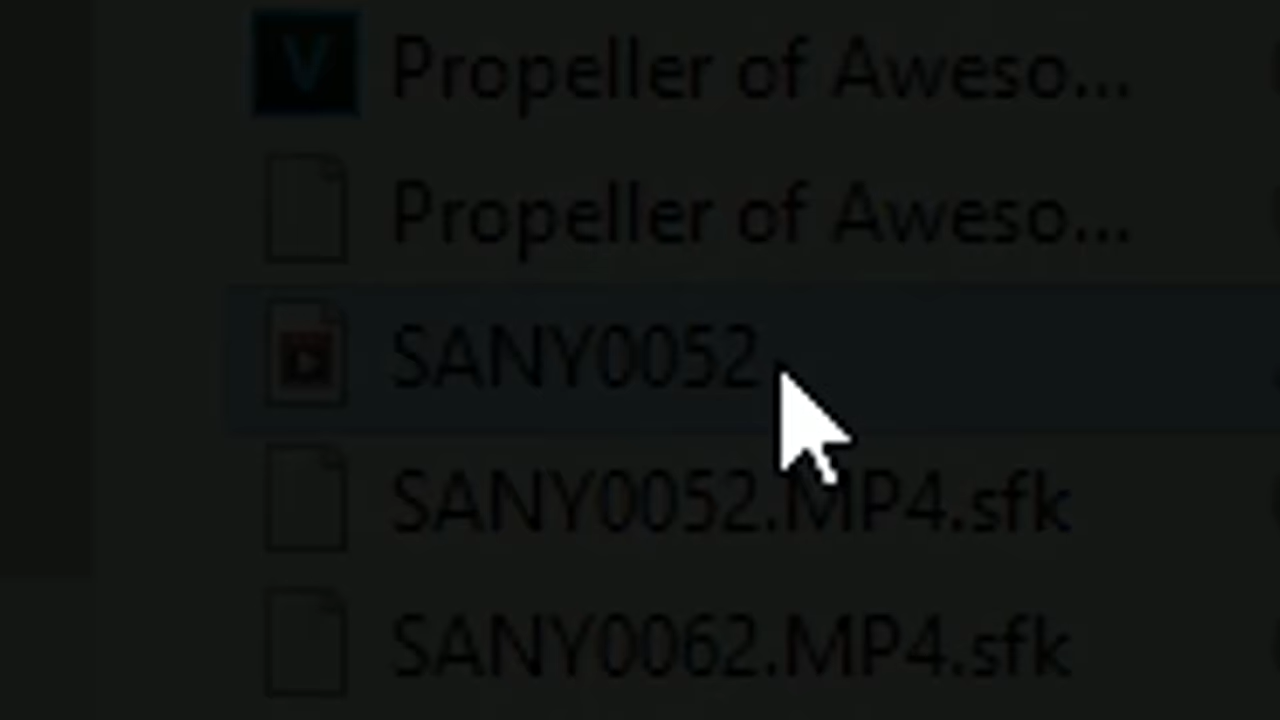 V Propeller of Aweso...
Propeller of Aweso...
SANY0052
SANY0052.MP4.sfk
SANY0062.MP4.sfk